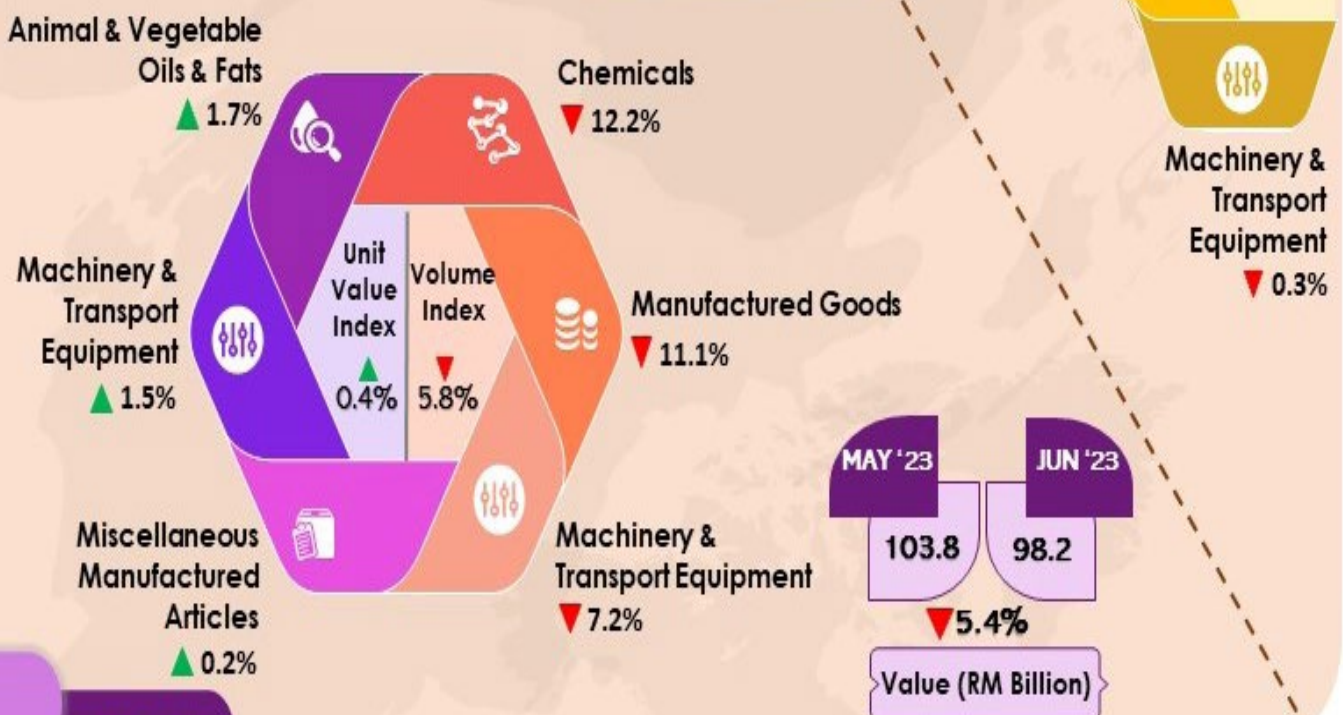 Animal & Vegetable
Oils & Fats
1.7%
Machinery &
Transport
Equipment
1.5%
Miscellaneous
Manufactured
Articles
0.2%
Unit
Value
Index
0.4%
Volume
Index
5.8%
Chemicals
12.2%
Manufactured Goods
11.1%
Machinery &
Transport Equipment
7.2%
MAY ‘23
JUN ‘23
103.8
98.2
5.4%
Value (RM Billion)
Machinery &
Transport
Equipment
0.3%